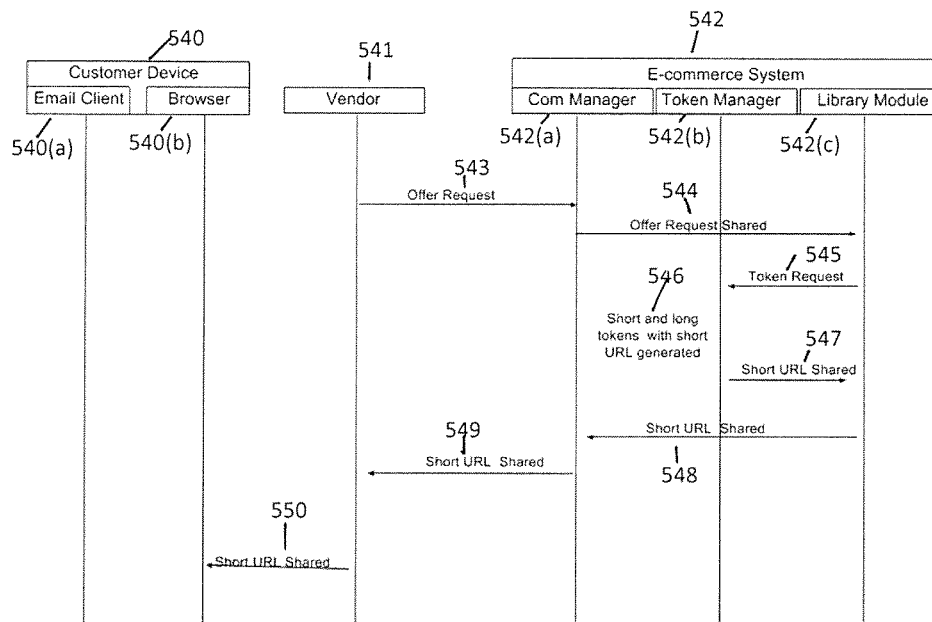 540
541
542
Customer Device
E-commerce System
Email Client
Browser
Vendor
Com Manager
Token Manager
Library Module
540(a)
540(b)
542(a)
542(b)
542(c)
543
Offer Request
544
Offer Request Shared
545
Token Request
546
Short and long
tokens with short
URL generated
547
Short URL Shared
Short URL Shared
548
549
Short URL Shared
550
Short URL Shared